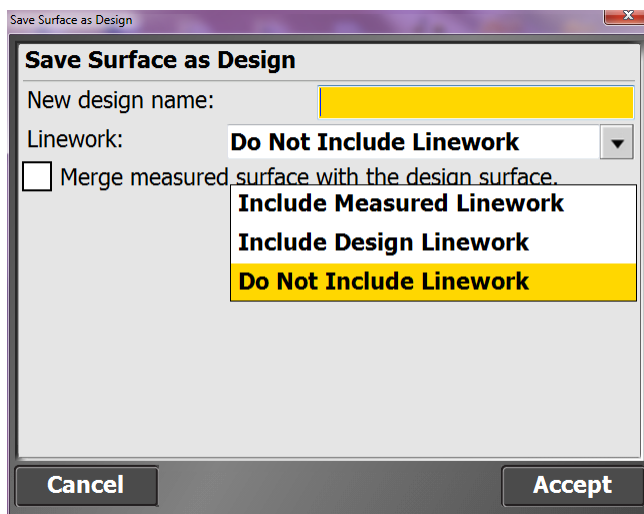 Save Surface as Design
Save Surface as Design
New design name:
Linework:
Do Not Include Linework
Merge measured surface with the design surface.
Include Measured Linework
Include Design Linework
Do Not Include Linework
Cancel
Accept